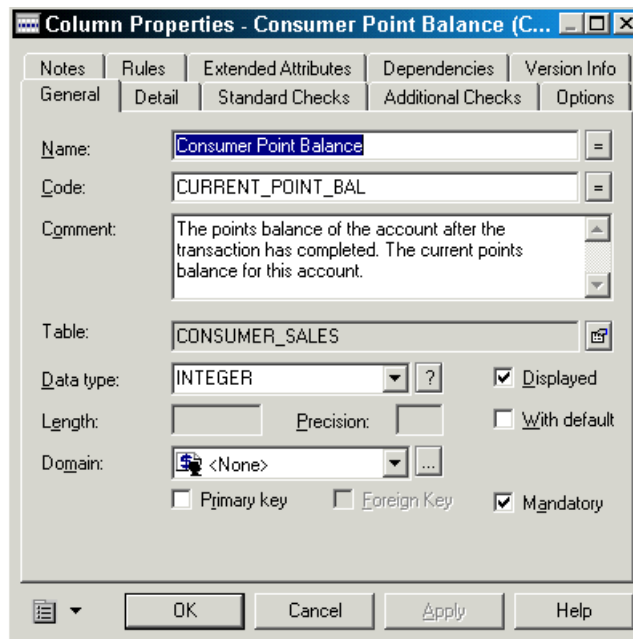 Column Properties - Consumer Point Balance (C...
Notes Rules Extended Attributes Dependencies Version Info
General Detail Standard Checks Additional Checks Options
Name: Consumer Point Balance =
Code: CURRENT_POINT_BAL =
Comment: The points balance of the account after the
transaction has completed. The current points
balance for this account.
Table: CONSUMER_SALES
Data type: INTEGER ? Displayed
Length: Precision: With default
Domain: <None> ...
Primary key Foreign Key Mandatory
OK Cancel Apply Help